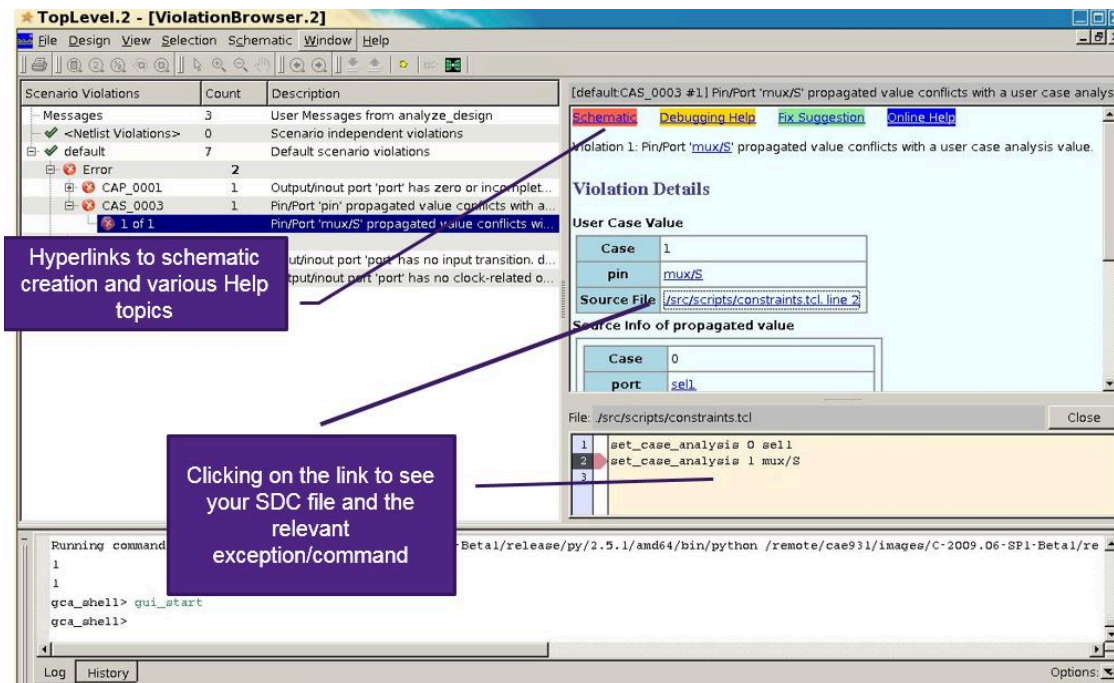 TopLevel.2 - [ViolationBrowser.2]
File Design View Selection Schematic Window Help
Scenario Violations Count Description
Messages 3 User Messages from analyze_design
<Netlist Violations> 0 Scenario independent violations
default 7 Default scenario violations
Error 2
CAP_0001 1 Output/inout port 'port' has zero or incomplet...
CAS_0003 1 Pin/Port 'pin' propagated value conflicts with a...
1 of 1 Pin/Port 'mux/S' propagated value conflicts wi...
port 'port' has no input transition. d...
port 'port' has no clock-related o...
Hyperlinks to schematic
creation and various Help
topics
[default:CAS_0003 #1] Pin/Port 'mux/S' propagated value conflicts with a user case analys
Schematic Debugging Help Fix Suggestion Online Help
Violation 1: Pin/Port 'mux/S' propagated value conflicts with a user case analysis value.
Violation Details
User Case Value
Case 1
pin mux/S
Source File ./src/scripts/constraints.tcl, line 2
Source Info of propagated value
Case 0
port sel1
File: ./src/scripts/constraints.tcl Close
1 set_case_analysis 0 sel1
2 set_case_analysis 1 mux/S
3
Clicking on the link to see
your SDC file and the
relevant
exception/command
Running command -Beta1/release/py/2.5.1/amd64/bin/python /remote/cae931/images/C-2009.06-SP1-Beta1/re
1
1
gca_shell> gui_start
gca_shell>
Log History Options: